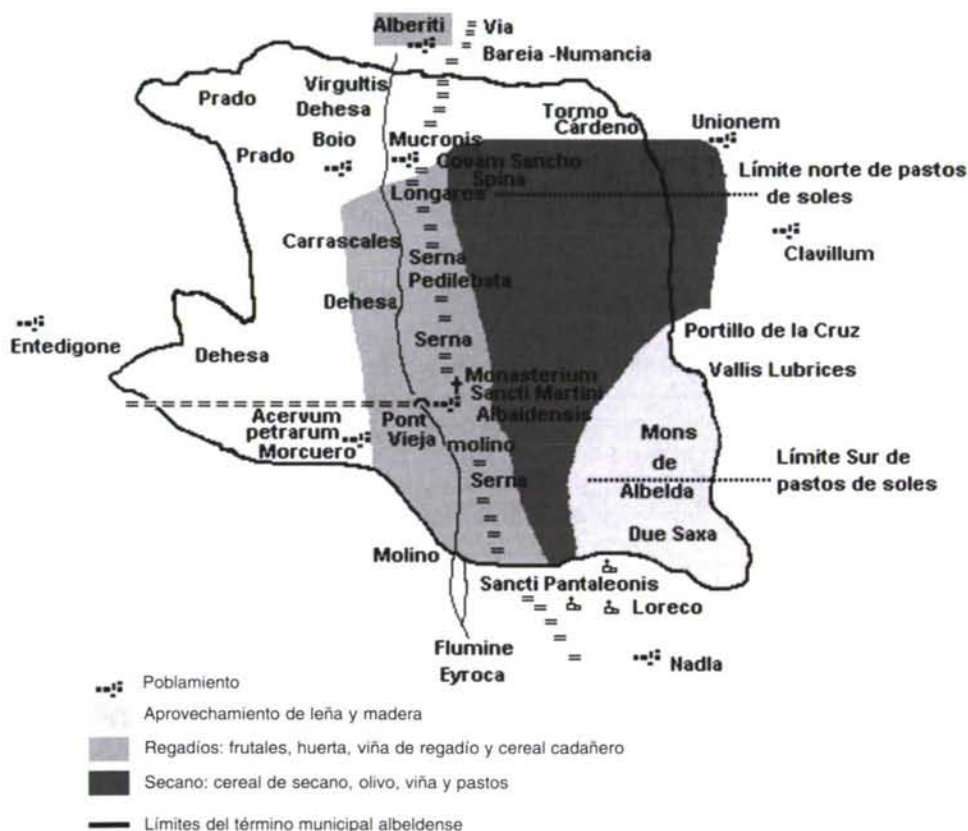 Alberiti
Via
Bareia -Numancia
Virgultis
Dehesa
Prado
Tormo
Cárdeno
Unionem
Boio
Mucronis
Prado
Covam Sancho
Spina
Límite norte de pastos
de soles
Longares
Carrascales
Serna
Clavillum
Pedilebata
Dehesa
Entedigone
Serna
Portillo de la Cruz
Dehesa
Vallis Lubrices
Monasterium
Sancti Martini
Albaidensis
Acervum
petrarum
Morcuero
Pont
Vieja
molino
Mons
de
Albelda
Límite Sur de
pastos de soles
Serna
Due Saxa
Molino
Sancti Pantaleonis
Loreco
Flumine
Eyroca
Nadla
Poblamiento
Aprovechamiento de leña y madera
Regadíos: frutales, huerta, viña de regadío y cereal cadañero
Secano: cereal de secano, olivo, viña y pastos
Límites del término municipal albeldense